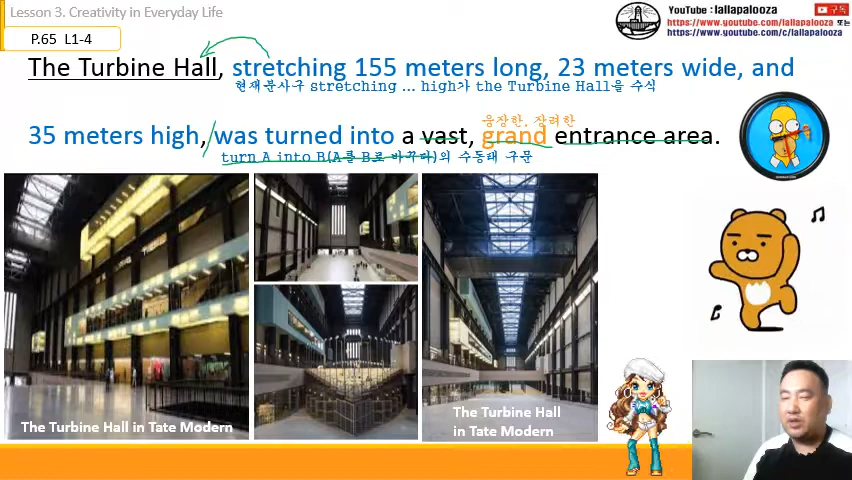 Lesson 3. Creativity in Everyday Life
P.65 L1-4
YouTube : lallapalooza
https://www.youtube.com/lallapalooza 또는
https://www.youtube.com/c/lallapalooza
구독
The Turbine Hall, stretching 155 meters long, 23 meters wide, and
현재분사구 stretching ... high가 the Turbine Hall을 수식
웅장한, 장려한
35 meters high, was turned into a vast, grand entrance area.
turn A into B(A를 B로 바꾸다)의 수동태 구문
The Turbine Hall in Tate Modern
The Turbine Hall
in Tate Modern